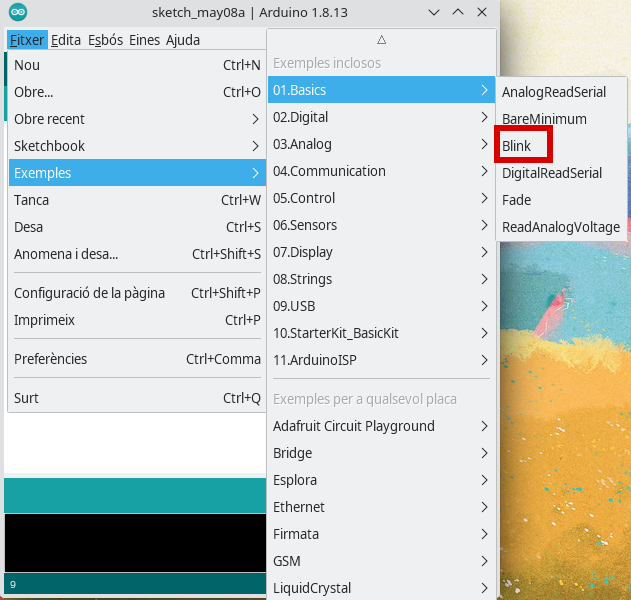 sketch_may08a | Arduino 1.8.13
Fitxer Edita Esbós Eines Ajuda
Nou Ctrl+N
Obre... Ctrl+O
Obre recent
Sketchbook
Exemples
Tanca Ctrl+W
Desa Ctrl+S
Anomena i desa... Ctrl+Shift+S
Configuració de la pàgina Ctrl+Shift+P
Imprimeix Ctrl+P
Preferències Ctrl+Comma
Surt Ctrl+Q
9
Exemples inclosos
01.Basics
02.Digital
03.Analog
04.Communication
05.Control
06.Sensors
07.Display
08.Strings
09.USB
10.StarterKit_BasicKit
11.ArduinoISP
Exemples per a qualsevol placa
Adafruit Circuit Playground
Bridge
Esplora
Ethernet
Firmata
GSM
LiquidCrystal
AnalogReadSerial
BareMinimum
Blink
DigitalReadSerial
Fade
ReadAnalogVoltage